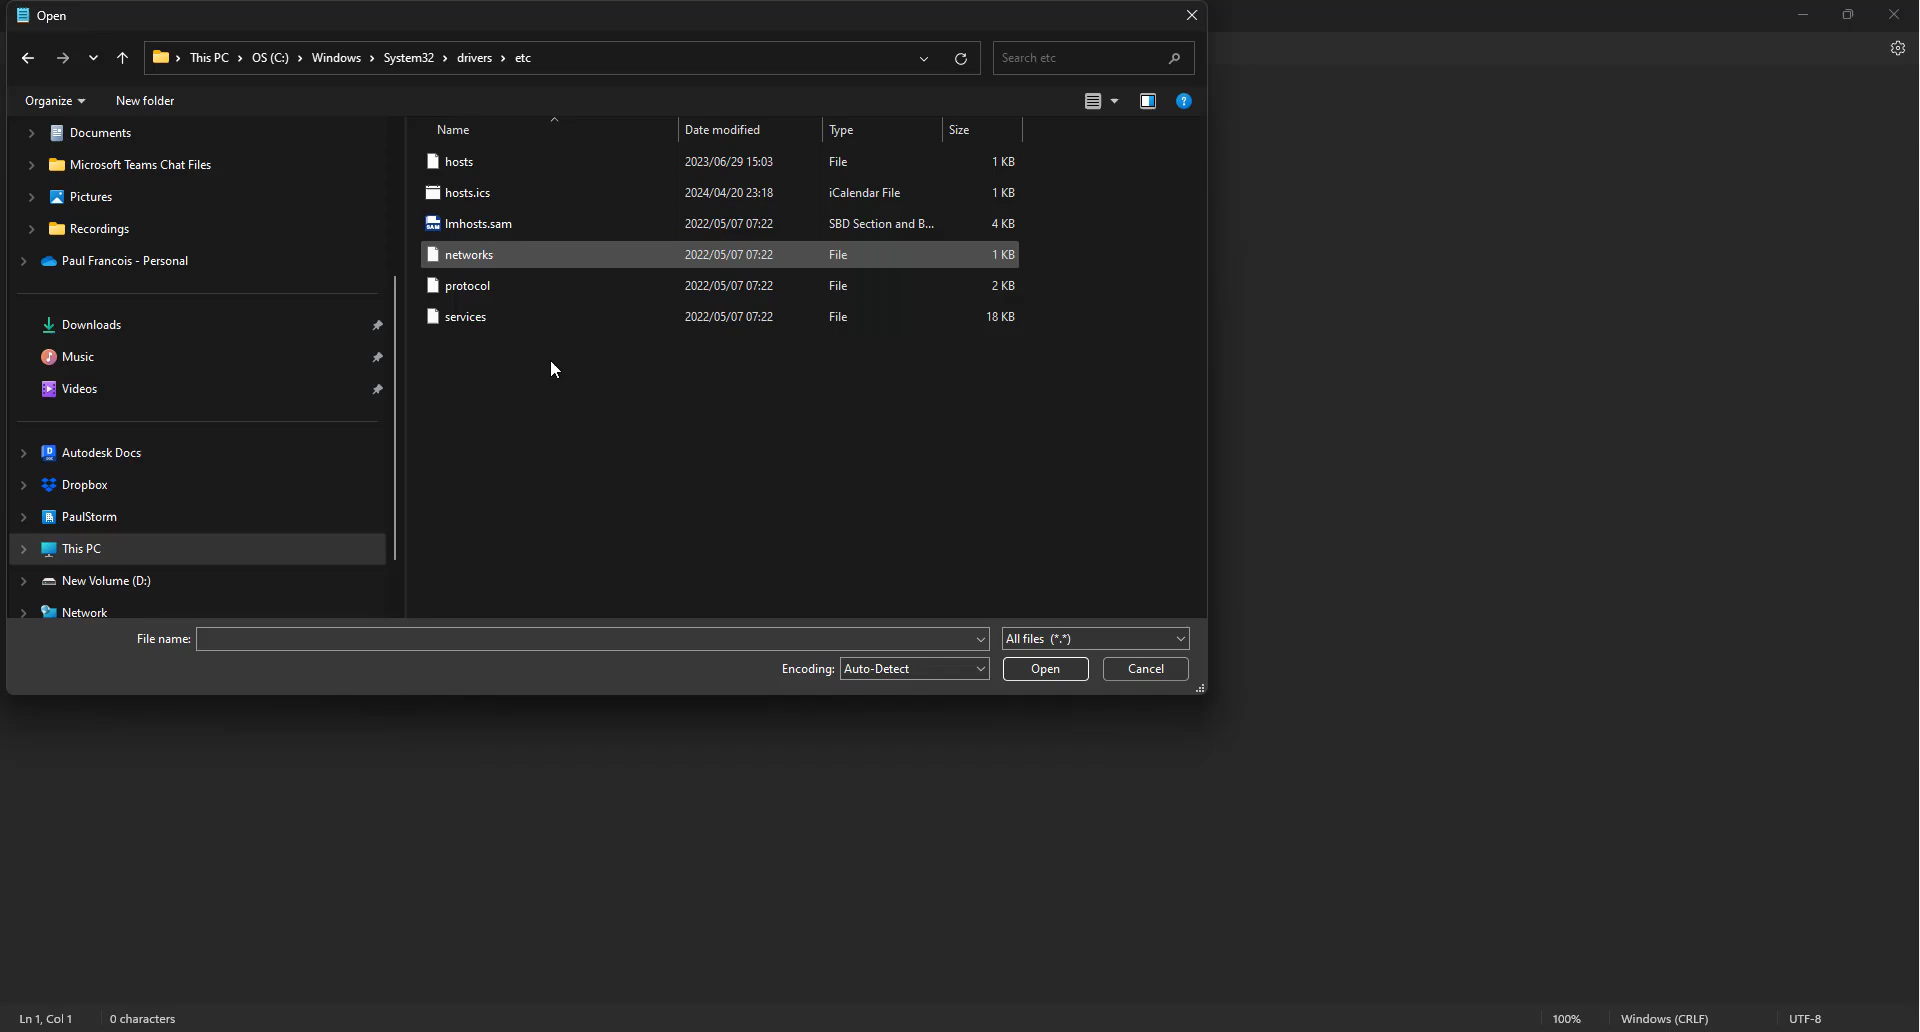 Open
This PC > OS (C:) > Windows > System32 > drivers > etc
Search etc
Organize
New folder
Name
Date modified
Type
Size
Documents
Microsoft Teams Chat Files
Pictures
Recordings
Paul Francois - Personal
Downloads
Music
Videos
Autodesk Docs
Dropbox
PaulStorm
This PC
New Volume (D:)
Network
hosts 2023/06/29 15:03 File 1 KB
hosts.ics 2024/04/20 23:18 iCalendar File 1 KB
SAM lmhosts.sam 2022/05/07 07:22 SBD Section and B... 4 KB
networks 2022/05/07 07:22 File 1 KB
protocol 2022/05/07 07:22 File 2 KB
services 2022/05/07 07:22 File 18 KB
File name:
All files (*.*)
Encoding: Auto-Detect
Open
Cancel
Ln 1, Col 1
0 characters
100%
Windows (CRLF)
UTF-8